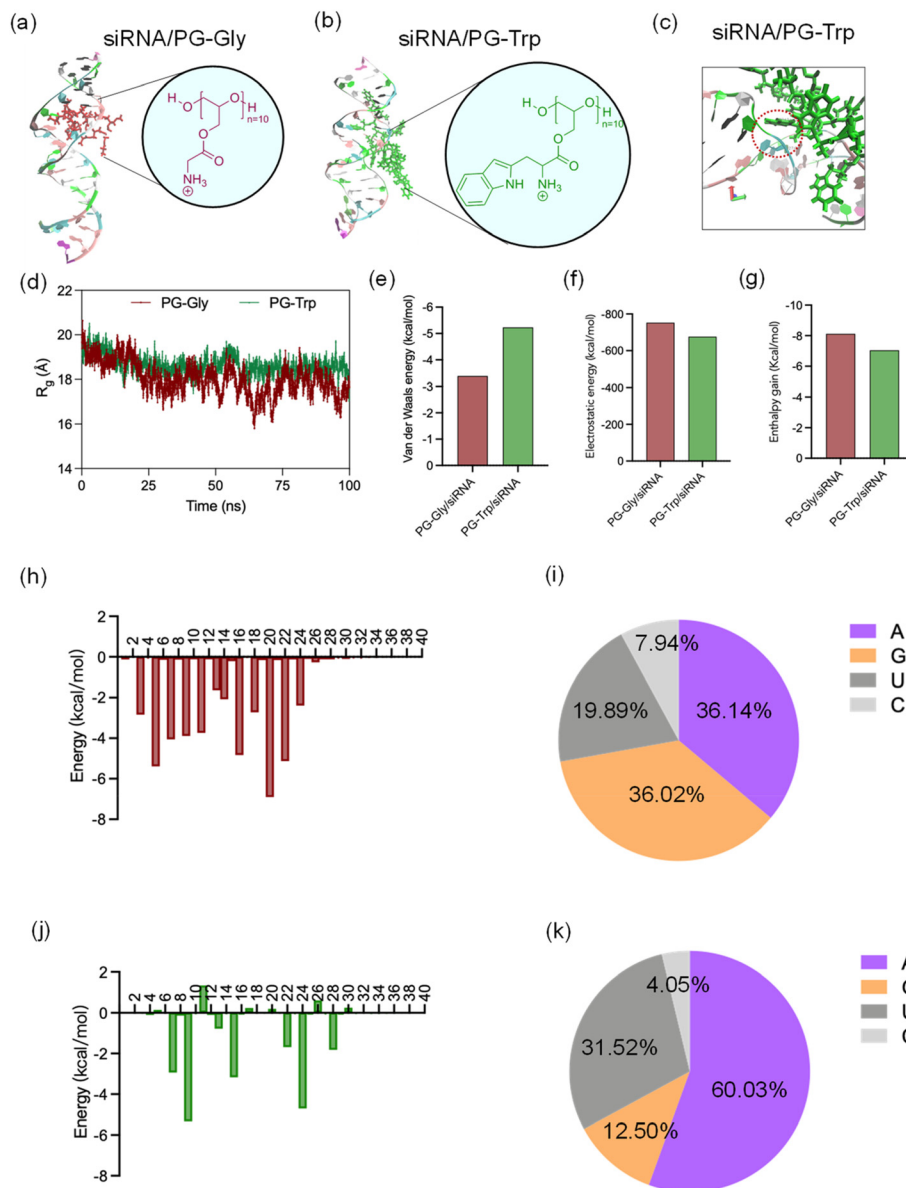 (a)
siRNA/PG-Gly
(b)
siRNA/PG-Trp
(c)
siRNA/PG-Trp
HO
O
H
n=10
O
O
NH3
⊕
HO
O
H
n=10
O
O
NH
NH3
⊕
(d)
PG-Gly
PG-Trp
22
20
18
16
14
Rg (Å)
0
25
50
75
100
Time (ns)
(e)
Van der Waals energy (kcal/mol)
-6
-5
-4
-3
-2
-1
0
PG-Gly/siRNA
PG-Trp/siRNA
(f)
Electrostatic energy (kcal/mol)
-800
-600
-400
-200
0
PG-Gly/siRNA
PG-Trp/siRNA
(g)
Enthalpy gain (Kcal/mol)
-10
-8
-6
-4
-2
0
PG-Gly/siRNA
PG-Trp/siRNA
(h)
Energy (kcal/mol)
2
0
-2
-4
-6
-8
2 4 6 8 10 12 14 16 18 20 22 24 26 28 30 32 34 36 38 40
(i)
7.94%
19.89%
36.14%
36.02%
A
G
U
C
(j)
Energy (kcal/mol)
2
0
-2
-4
-6
-8
2 4 6 8 10 12 14 16 18 20 22 24 26 28 30 32 34 36 38 40
(k)
4.05%
31.52%
60.03%
12.50%